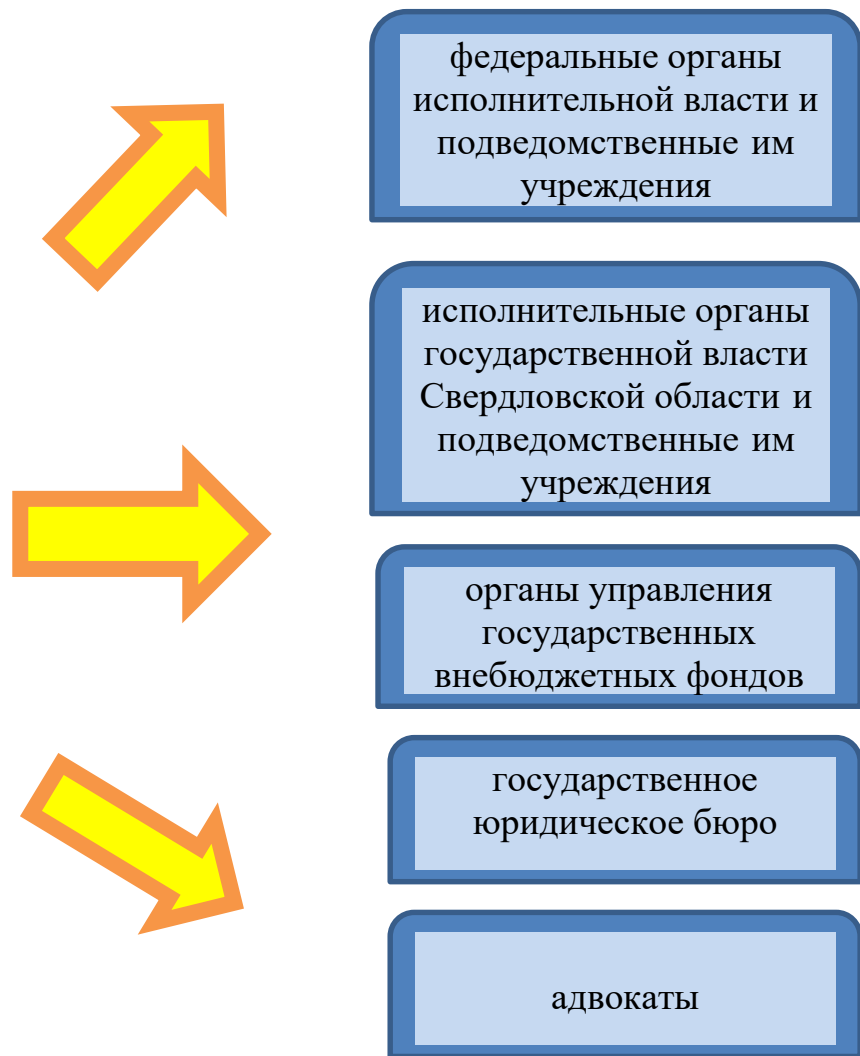 федеральные органы
исполнительной власти и
подведомственные им
учреждения
исполнительные органы
государственной власти
Свердловской области и
подведомственные им
учреждения
органы управления
государственных
внебюджетных фондов
государственное
юридическое бюро
адвокаты